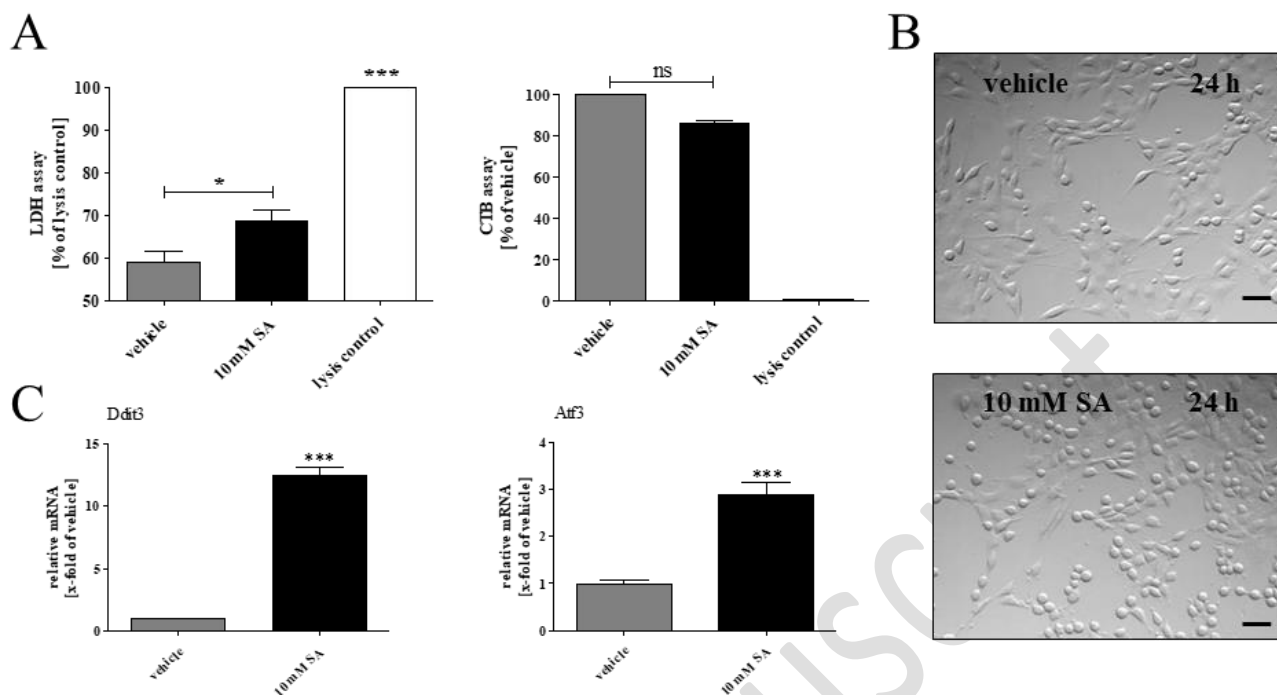 A
B
LDH assay
[% of lysis control]
100
90
80
70
60
50
*
***
vehicle
10 mM SA
lysis control
CTB assay
[% of vehicle]
100
80
60
40
20
0
ns
vehicle
10 mM SA
lysis control
vehicle 24 h
10 mM SA 24 h
C
Ddit3
relative mRNA
[x-fold of vehicle]
15
10
5
0
***
vehicle
10 mM SA
Atf3
relative mRNA
[x-fold of vehicle]
4
3
2
1
0
***
vehicle
10 mM SA